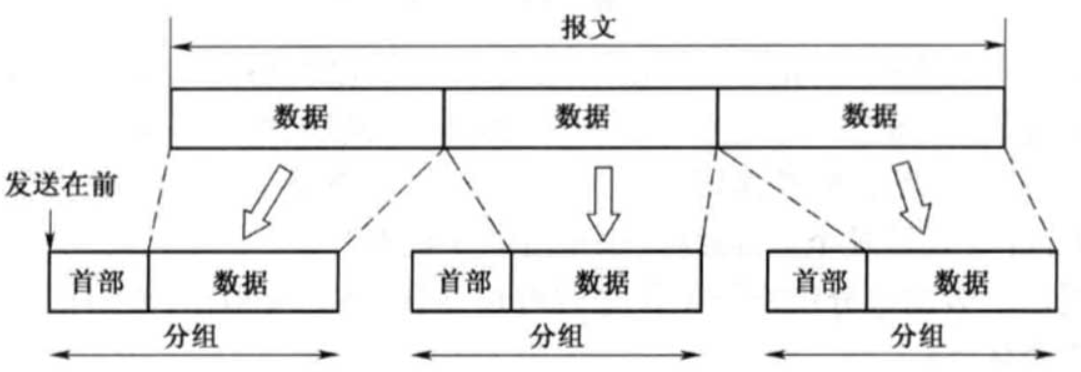 报文
数据 数据 数据
发送在前
首部 数据 首部 数据 首部 数据
分组 分组 分组